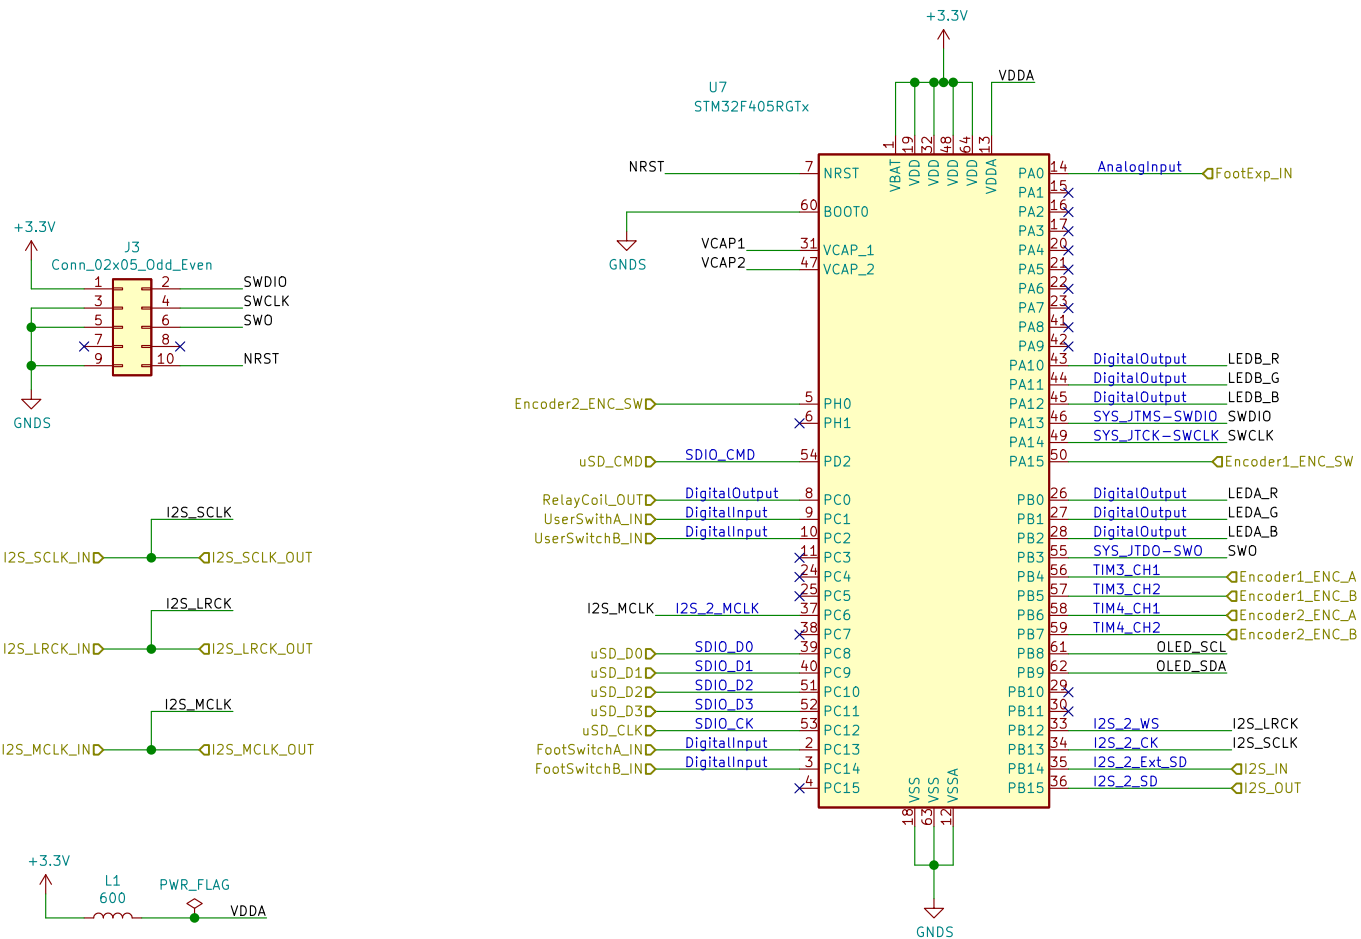 +3.3V
U7
STM32F405RGTx
VDDA
1
19
32
48
64
13
VBAT
VDD
VDD
VDD
VDD
VDDA
NRST 7 NRST
60 BOOT0
GNDS
VCAP1 31 VCAP_1
VCAP2 47 VCAP_2
Encoder2_ENC_SW 5 PH0
6 PH1
uSD_CMD SDIO_CMD 54 PD2
RelayCoil_OUT DigitalOutput 8 PC0
UserSwithA_IN DigitalInput 9 PC1
UserSwitchB_IN DigitalInput 10 PC2
11 PC3
24 PC4
25 PC5
I2S_MCLK I2S_2_MCLK 37 PC6
38 PC7
uSD_D0 SDIO_D0 39 PC8
uSD_D1 SDIO_D1 40 PC9
uSD_D2 SDIO_D2 51 PC10
uSD_D3 SDIO_D3 52 PC11
uSD_CLK SDIO_CK 53 PC12
FootSwitchA_IN DigitalInput 2 PC13
FootSwitchB_IN DigitalInput 3 PC14
4 PC15
PA0 14 AnalogInput FootExp_IN
PA1 15
PA2 16
PA3 17
PA4 20
PA5 21
PA6 22
PA7 23
PA8 41
PA9 42
PA10 43 DigitalOutput LEDB_R
PA11 44 DigitalOutput LEDB_G
PA12 45 DigitalOutput LEDB_B
PA13 46 SYS_JTMS-SWDIO SWDIO
PA14 49 SYS_JTCK-SWCLK SWCLK
PA15 50 Encoder1_ENC_SW
PB0 26 DigitalOutput LEDA_R
PB1 27 DigitalOutput LEDA_G
PB2 28 DigitalOutput LEDA_B
PB3 55 SYS_JTDO-SWO SWO
PB4 56 TIM3_CH1 Encoder1_ENC_A
PB5 57 TIM3_CH2 Encoder1_ENC_B
PB6 58 TIM4_CH1 Encoder2_ENC_A
PB7 59 TIM4_CH2 Encoder2_ENC_B
PB8 61 OLED_SCL
PB9 62 OLED_SDA
PB10 29
PB11 30
PB12 33 I2S_2_WS I2S_LRCK
PB13 34 I2S_2_CK I2S_SCLK
PB14 35 I2S_2_Ext_SD I2S_IN
PB15 36 I2S_2_SD I2S_OUT
VSS
VSS
VSSA
18
63
12
GNDS
+3.3V
J3
Conn_02x05_Odd_Even
1 2 SWDIO
3 4 SWCLK
5 6 SWO
7 8
9 10 NRST
GNDS
I2S_SCLK
I2S_SCLK_IN I2S_SCLK_OUT
I2S_LRCK
I2S_LRCK_IN I2S_LRCK_OUT
I2S_MCLK
I2S_MCLK_IN I2S_MCLK_OUT
+3.3V
L1
600
PWR_FLAG
VDDA